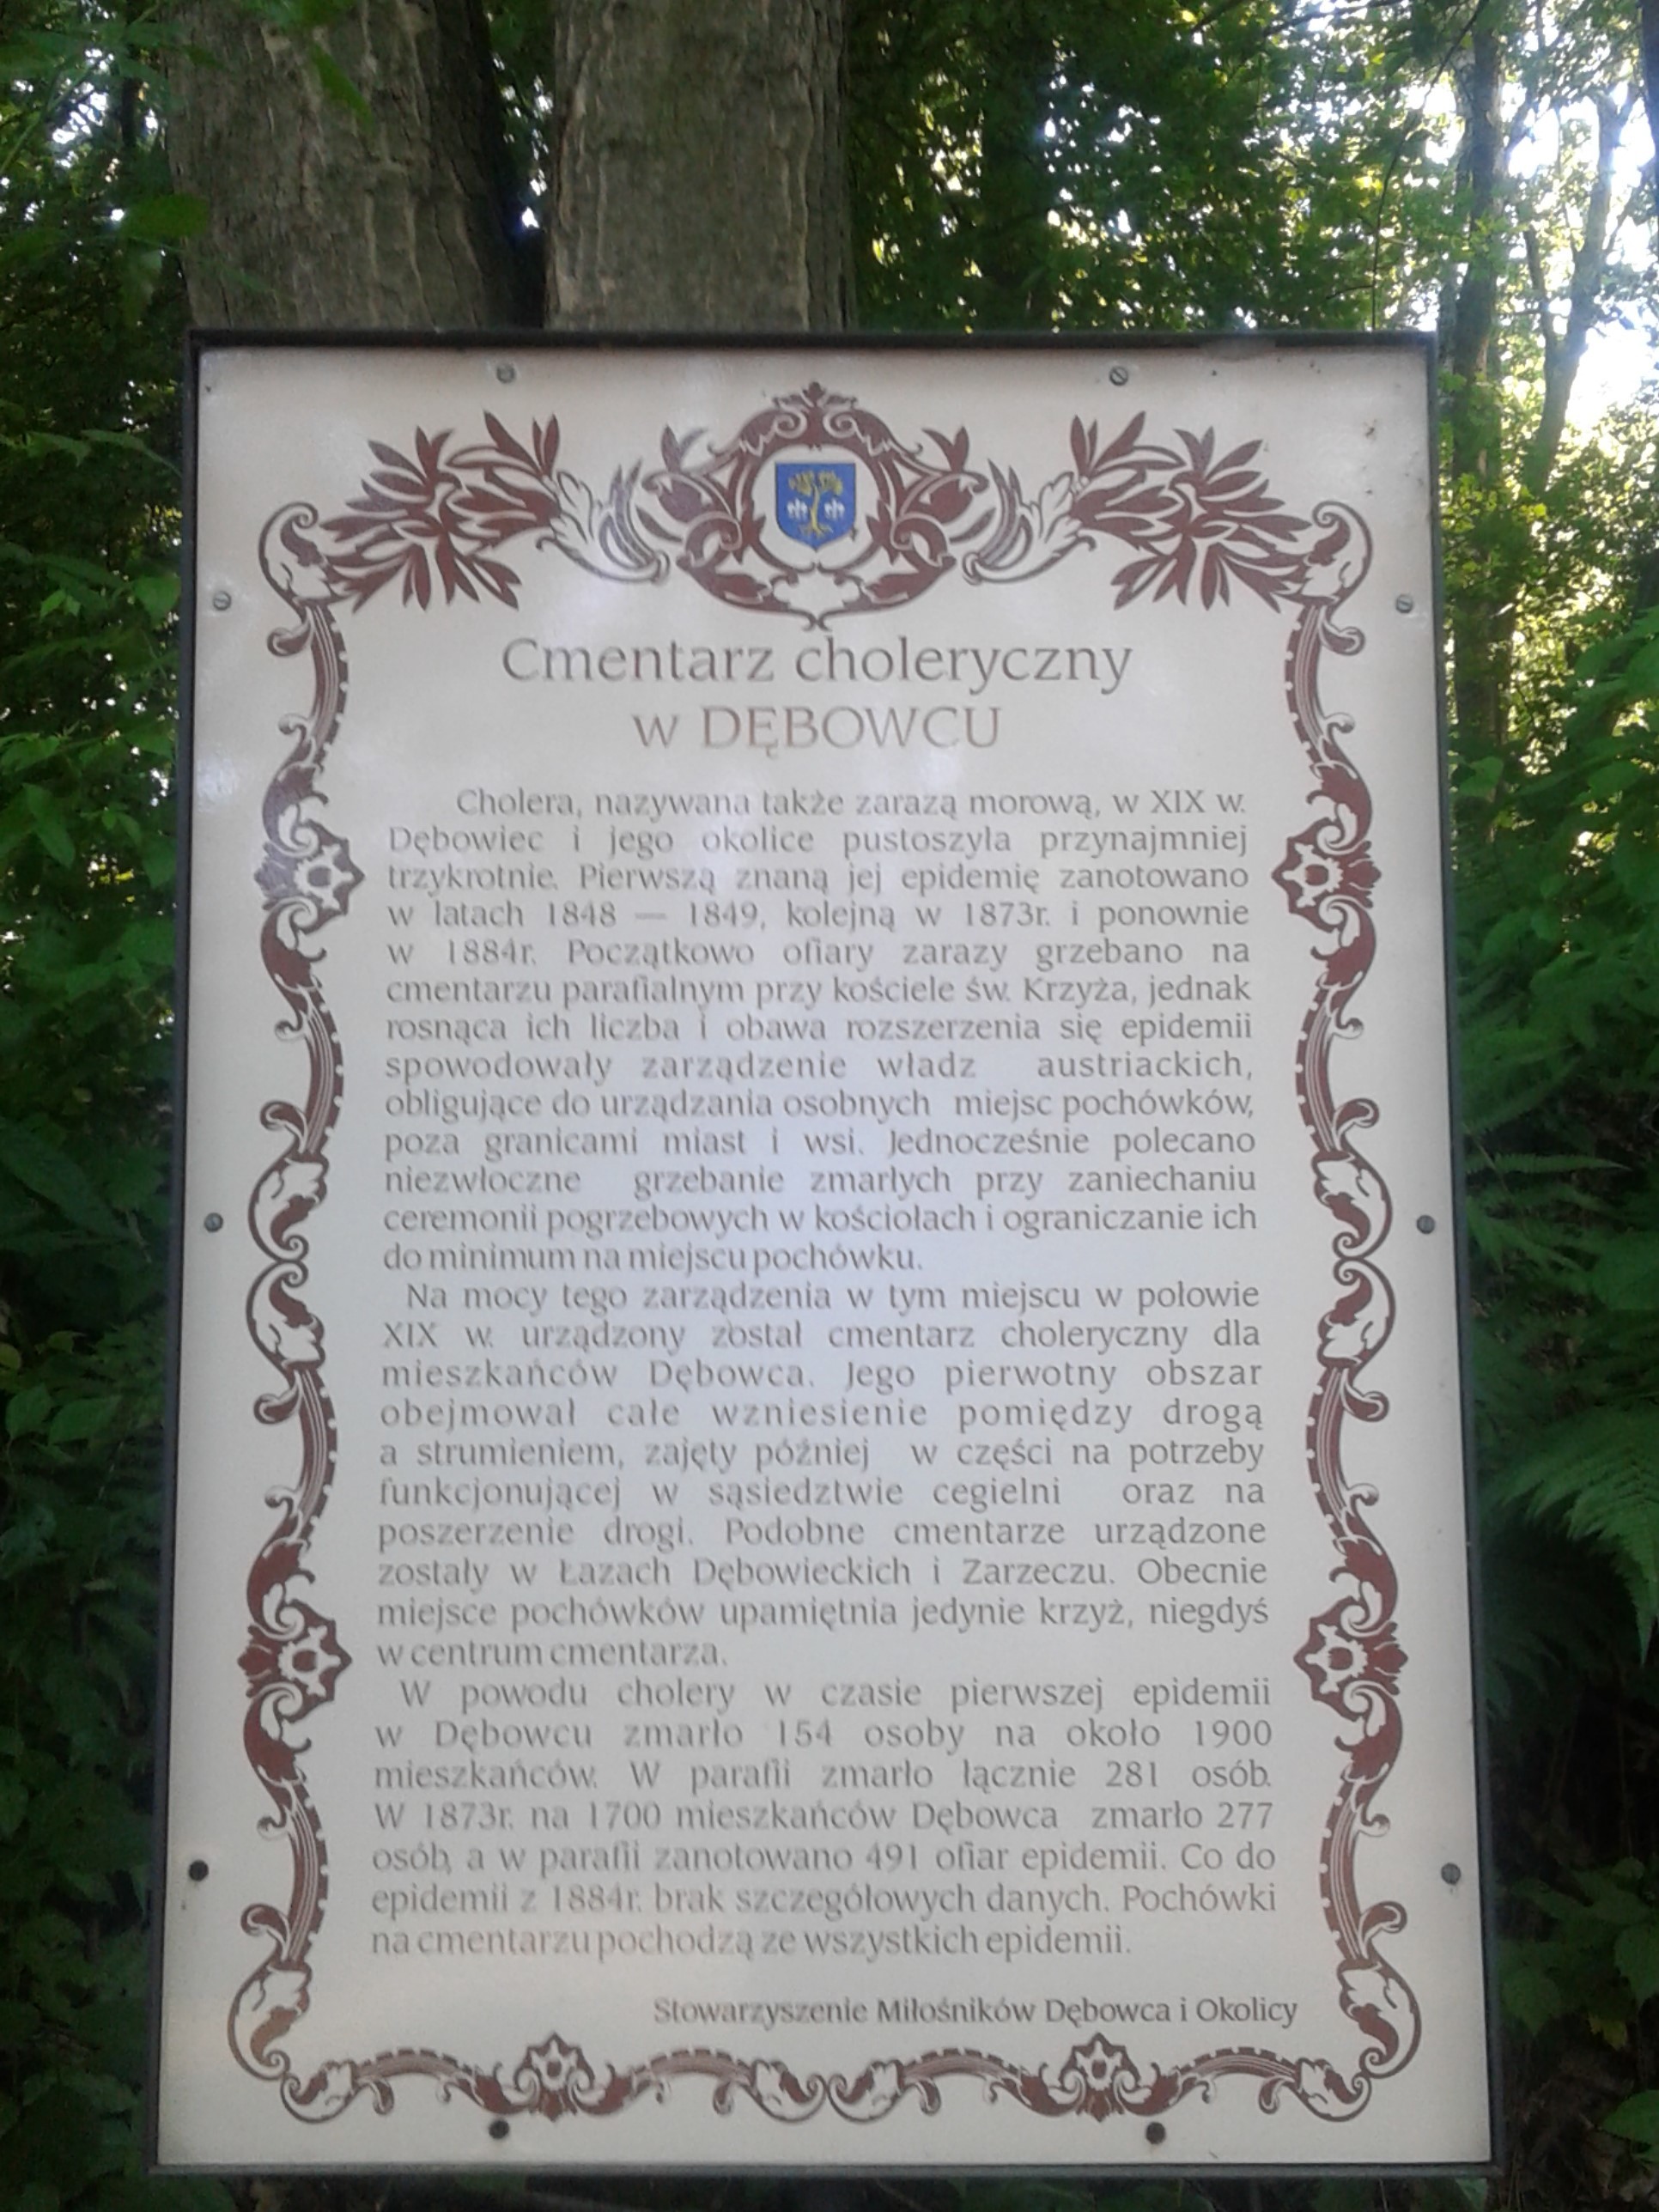 Cmentarz choleryczny
w DĘBOWCU
Cholera, nazywana także zarazą morową, w XIX w.
Dębowiec i jego okolice pustoszyła przynajmniej
trzykrotnie. Pierwszą znaną jej epidemię zanotowano
w latach 1848 — 1849, kolejną w 1873r. i ponownie
w 1884r. Początkowo ofiary zarazy grzebano na
cmentarzu parafialnym przy kościele św. Krzyża, jednak
rosnąca ich liczba i obawa rozszerzenia się epidemii
spowodowały zarządzenie władz austriackich,
obligujące do urządzania osobnych miejsc pochówków,
poza granicami miast i wsi. Jednocześnie polecano
niezwłoczne grzebanie zmarłych przy zaniechaniu
ceremonii pogrzebowych w kościołach i ograniczanie ich
do minimum na miejscu pochówku.
Na mocy tego zarządzenia w tym miejscu w połowie
XIX w. urządzony został cmentarz choleryczny dla
mieszkańców Dębowca. Jego pierwotny obszar
obejmował całe wzniesienie pomiędzy drogą
a strumieniem, zajęty później w części na potrzeby
funkcjonującej w sąsiedztwie cegielni oraz na
poszerzenie drogi. Podobne cmentarze urządzone
zostały w Łazach Dębowieckich i Zarzeczu. Obecnie
miejsce pochówków upamiętnia jedynie krzyż, niegdyś
w centrum cmentarza.
W powodu cholery w czasie pierwszej epidemii
w Dębowcu zmarło 154 osoby na około 1900
mieszkańców. W parafii zmarło łącznie 281 osób.
W 1873r. na 1700 mieszkańców Dębowca zmarło 277
osób, a w parafii zanotowano 491 ofiar epidemii. Co do
epidemii z 1884r. brak szczegółowych danych. Pochówki
na cmentarzu pochodzą ze wszystkich epidemii.
Stowarzyszenie Miłośników Dębowca i Okolicy